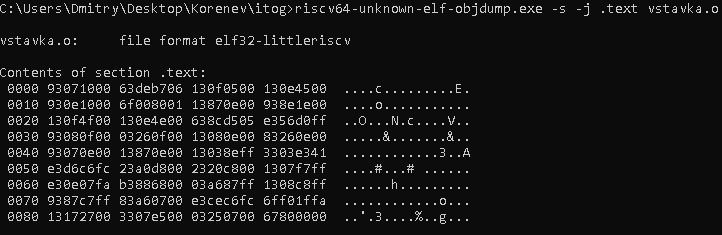 C:\Users\Dmitry\Desktop\Korenev\itog>riscv64-unknown-elf-objdump.exe -s -j .text vstavka.o
vstavka.o:     file format elf32-littleriscv
Contents of section .text:
 0000 93071000 63deb706 130f0500 130e4500  ....c.........E.
 0010 930e1000 6f008001 13870e00 938e1e00  ....o...........
 0020 130f4f00 130e4e00 638cd505 e356d0ff  ..O...N.c....V..
 0030 93080f00 03260f00 13080e00 83260e00  .....&.......&..
 0040 93070e00 13870e00 13038eff 3303e341  ............3..A
 0050 e3d6c6fc 23a0d800 2320c800 1307f7ff  ....#...# ......
 0060 e30e07fa b3886800 03a687ff 1308c8ff  ......h.........
 0070 9387c7ff 83a60700 e3cec6fc 6ff01ffa  ............o...
 0080 13172700 3307e500 03250700 67800000  ..'.3....%..g...